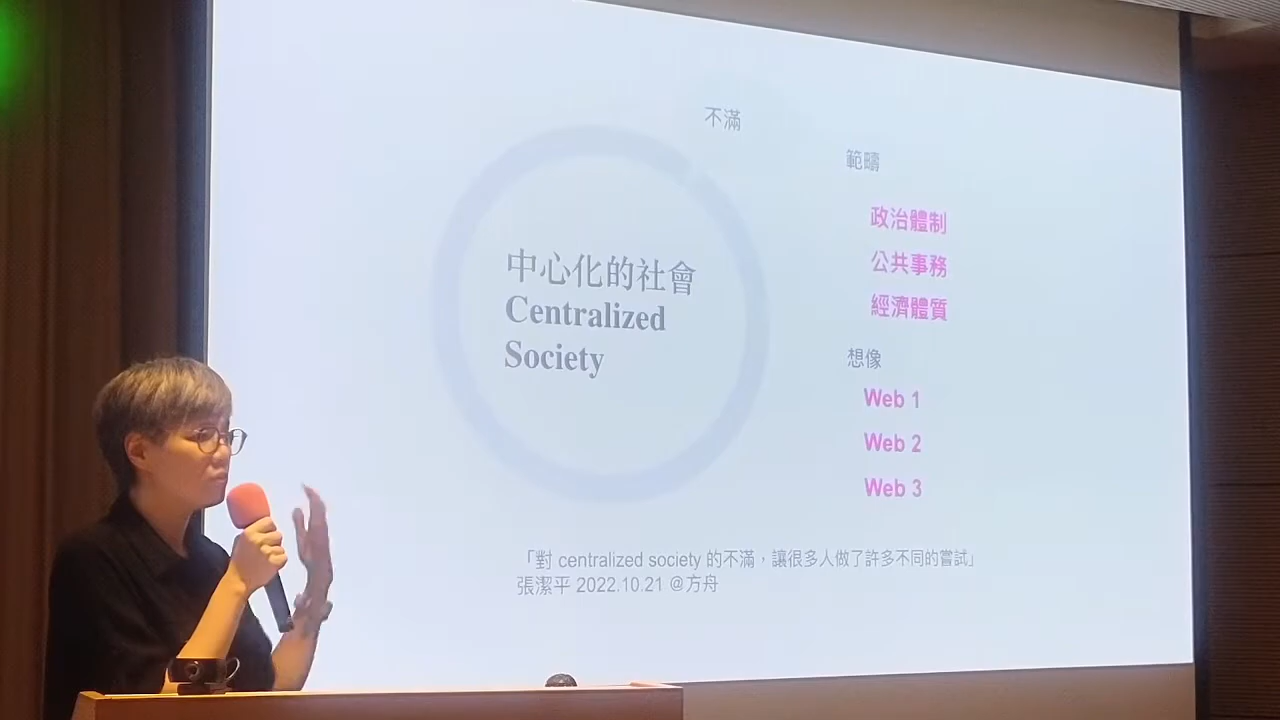 不滿
範疇
政治體制
公共事務
經濟體質
中心化的社會
Centralized
Society
想像
Web 1
Web 2
Web 3
「對 centralized society 的不滿，讓很多人做了許多不同的嘗試」
張潔平 2022.10.21 @方舟